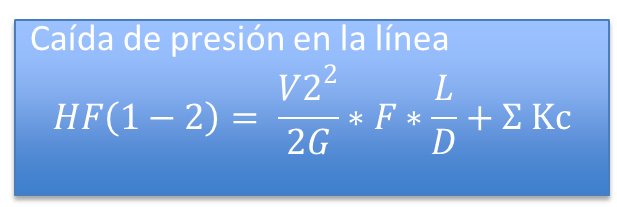 Caída de presión en la línea
HF(1 − 2) = V2²/2G * F * L/D + Σ Kc